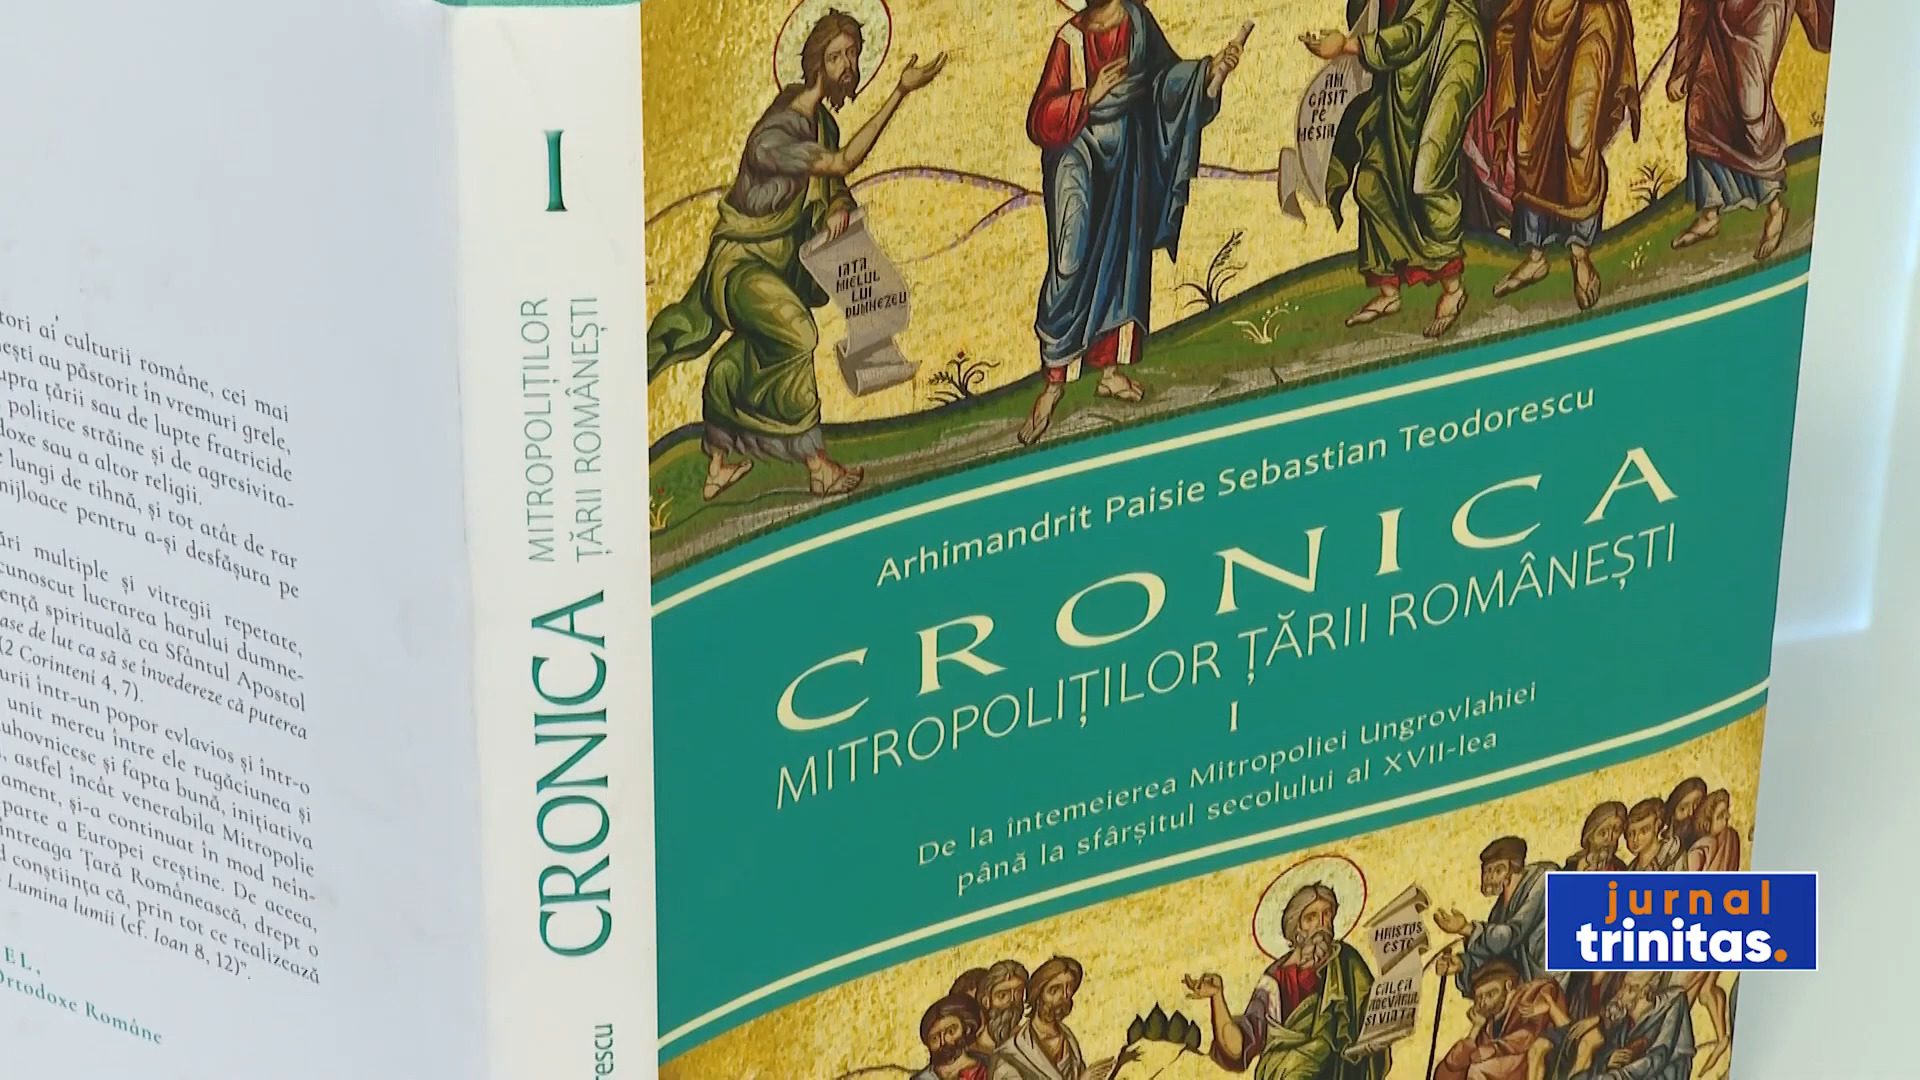 tori ai culturii române, cei mai
ești au păstorit în vremuri grele,
upra țării sau de lupte fratricide
politice străine și de agresivita-
doxe sau a altor religii.
lungi de tihnă, și tot atât de rar
mijloace pentru a-și desfășura pe
ări multiple și vitregii repetate,
cunoscut lucrarea harului dumne-
ență spirituală ca Sfântul Apostol
ase de lut ca să se învedereze că puterea
(2 Corinteni 4, 7).
urii într-un popor evlavios și într-o
unit mereu între ele rugăciunea și
uhovnicesc și fapta bună, inițiativa
, astfel încât venerabila Mitropolie
ament, și-a continuat în mod nein-
parte a Europei creștine. De aceea,
întreaga Țară Românească, drept o
d conștiința că, prin tot ce realizează
Lumina lumii (cf. Ioan 8, 12)”.
EL,
Ortodoxe Române
I
MITROPOLIȚILOR
ȚĂRII ROMÂNEȘTI
CRONICA
rescu
IATA
MIELUL
LUI
DUMNEZEU
AM
GĂSIT
PE
MESIA
Arhimandrit Paisie Sebastian Teodorescu
CRONICA
MITROPOLIȚILOR ȚĂRII ROMÂNEȘTI
I
De la întemeierea Mitropoliei Ungrovlahiei
până la sfârșitul secolului al XVII-lea
HRISTOS
ESTE
CALEA
ADEVĂRUL
ȘI VIAȚA
jurnal
trinitas.